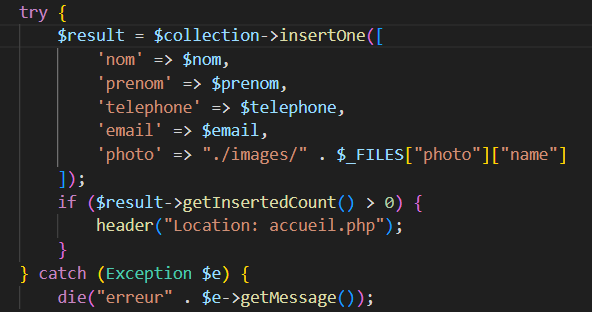 try {
    $result = $collection->insertOne([
        'nom' => $nom,
        'prenom' => $prenom,
        'telephone' => $telephone,
        'email' => $email,
        'photo' => "./images/" . $_FILES["photo"]["name"]
    ]);
    if ($result->getInsertedCount() > 0) {
        header("Location: accueil.php");
    }
} catch (Exception $e) {
    die("erreur" . $e->getMessage());